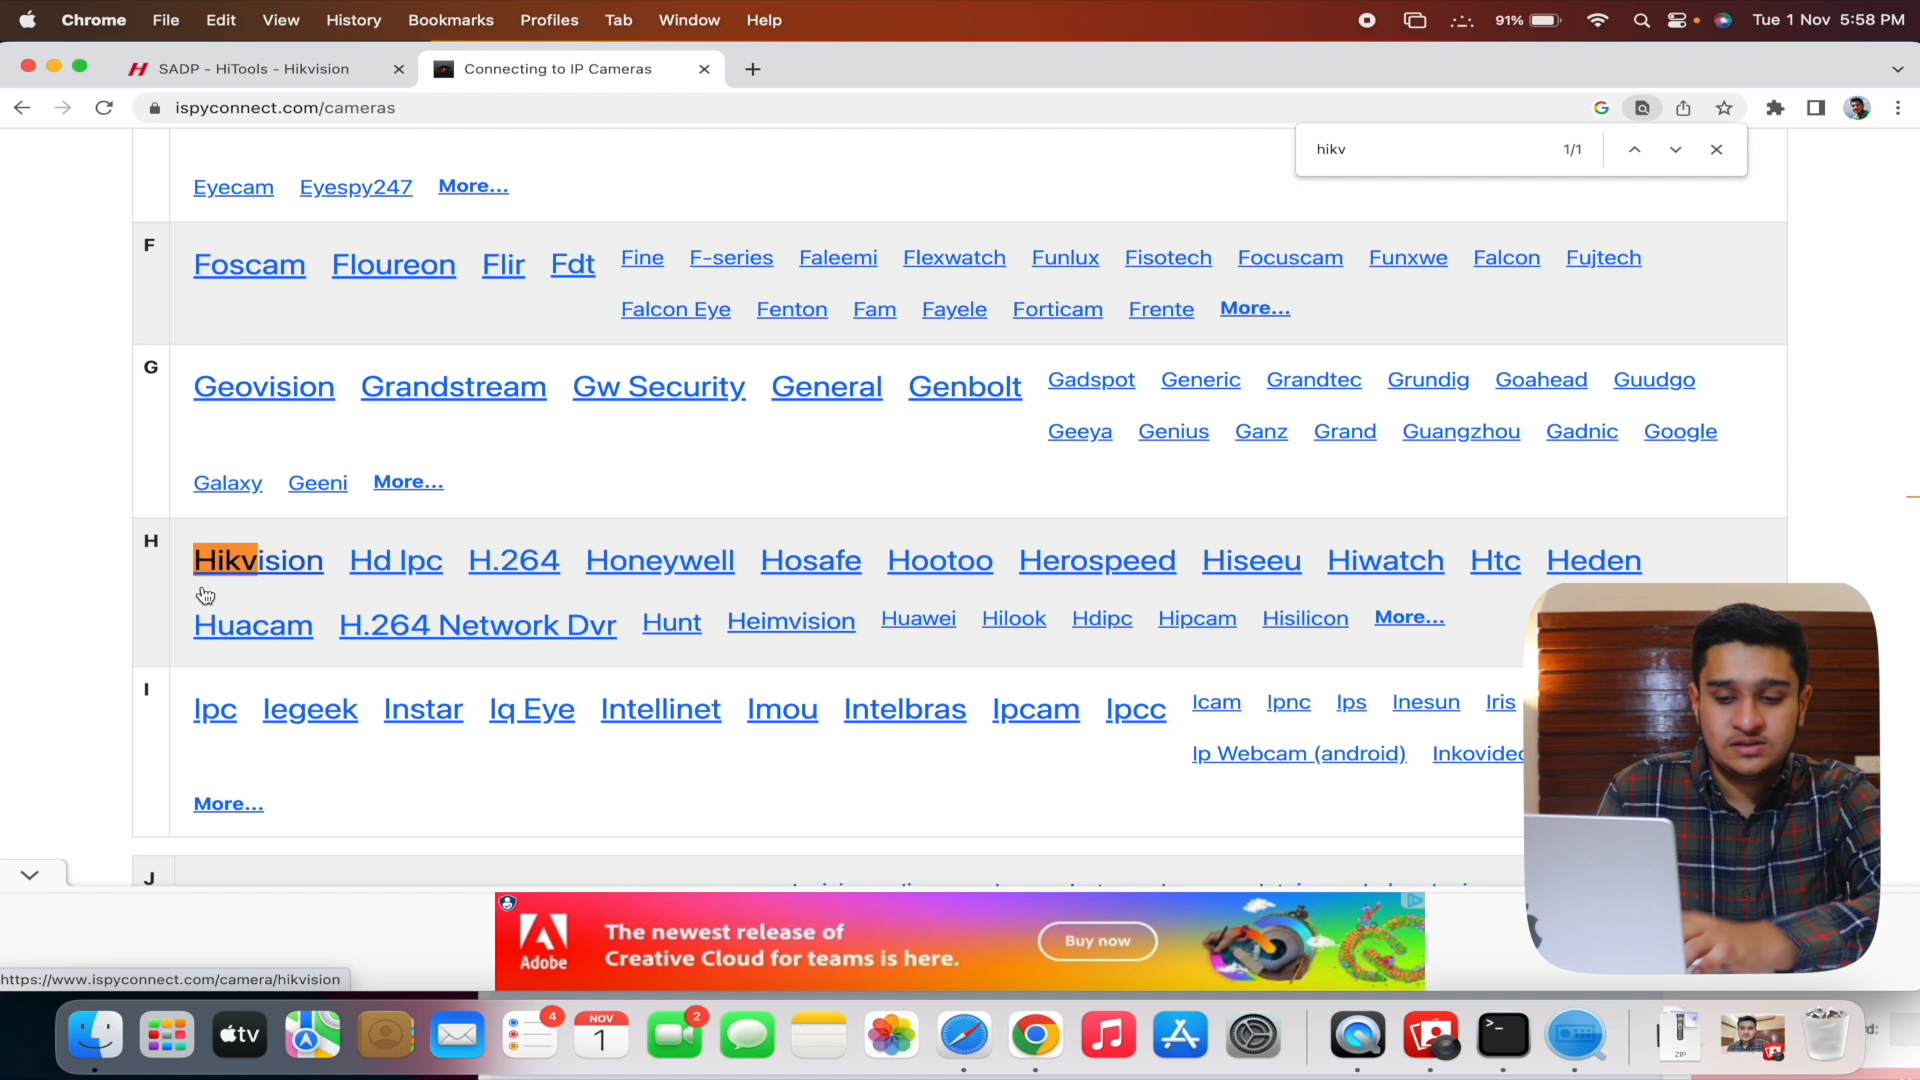 Chrome File Edit View History Bookmarks Profiles Tab Window Help 91% Tue 1 Nov 5:58 PM
SADP - HiTools - Hikvision Connecting to IP Cameras
ispyconnect.com/cameras
hikv 1/1
Eyecam Eyespy247 More...
F
Foscam Floureon Flir Fdt Fine F-series Faleemi Flexwatch Funlux Fisotech Focuscam Funxwe Falcon Fujtech
Falcon Eye Fenton Fam Fayele Forticam Frente More...
G
Geovision Grandstream Gw Security General Genbolt Gadspot Generic Grandtec Grundig Goahead Guudgo
Geeya Genius Ganz Grand Guangzhou Gadnic Google
Galaxy Geeni More...
H
Hikvision Hd Ipc H.264 Honeywell Hosafe Hootoo Herospeed Hiseeu Hiwatch Htc Heden
Huacam H.264 Network Dvr Hunt Heimvision Huawei Hilook Hdipc Hipcam Hisilicon More...
I
Ipc Iegeek Instar Iq Eye Intellinet Imou Intelbras Ipcam Ipcc Icam Ipnc Ips Inesun Iris
Ip Webcam (android) Inkovideo
More...
J
Adobe
The newest release of
Creative Cloud for teams is here.
Buy now
https://www.ispyconnect.com/camera/hikvision
tv
4
NOV
1
2
ZIP